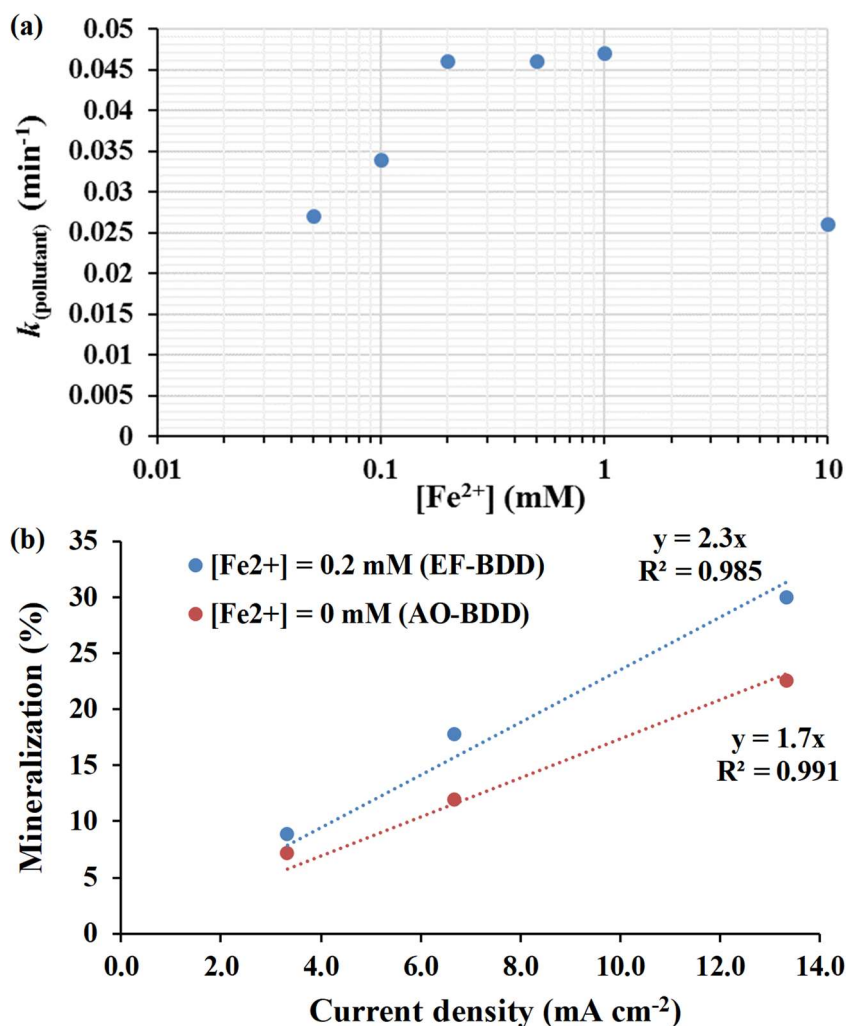 (a)
k(pollutant) (min-1)
0.05
0.045
0.04
0.035
0.03
0.025
0.02
0.015
0.01
0.005
0
0.01 0.1 1 10
[Fe2+] (mM)
(b)
Mineralization (%)
35
30
25
20
15
10
5
0
[Fe2+] = 0.2 mM (EF-BDD)
[Fe2+] = 0 mM (AO-BDD)
y = 2.3x
R² = 0.985
y = 1.7x
R² = 0.991
0.0 2.0 4.0 6.0 8.0 10.0 12.0 14.0
Current density (mA cm-2)